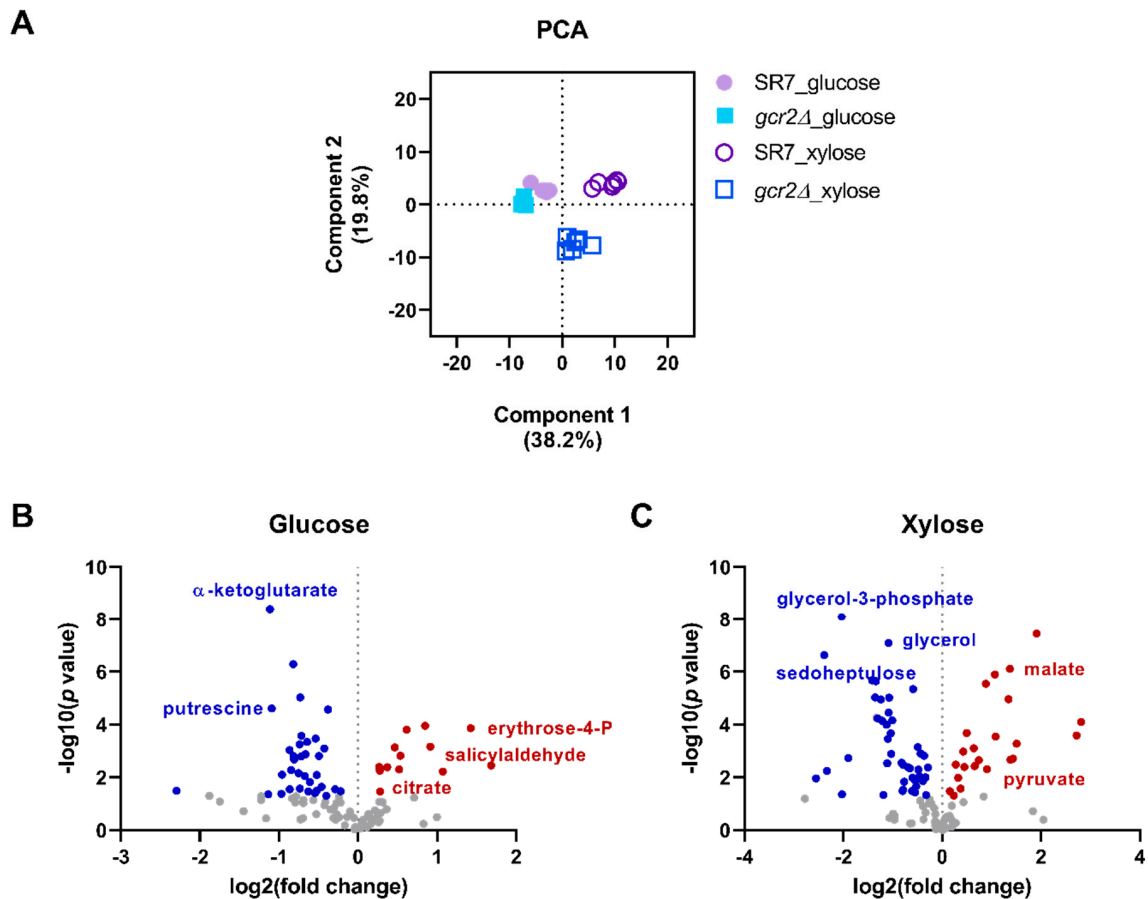 A
PCA
20
10
0
-10
-20
-20 -10 0 10 20
Component 2
(19.8%)
Component 1
(38.2%)
SR7_glucose
gcr2Δ_glucose
SR7_xylose
gcr2Δ_xylose
B
Glucose
10
8
6
4
2
0
-3 -2 -1 0 1 2
-log10(p value)
log2(fold change)
α-ketoglutarate
putrescine
erythrose-4-P
salicylaldehyde
citrate
C
Xylose
10
8
6
4
2
0
-4 -2 0 2 4
-log10(p value)
log2(fold change)
glycerol-3-phosphate
glycerol
sedoheptulose
malate
pyruvate